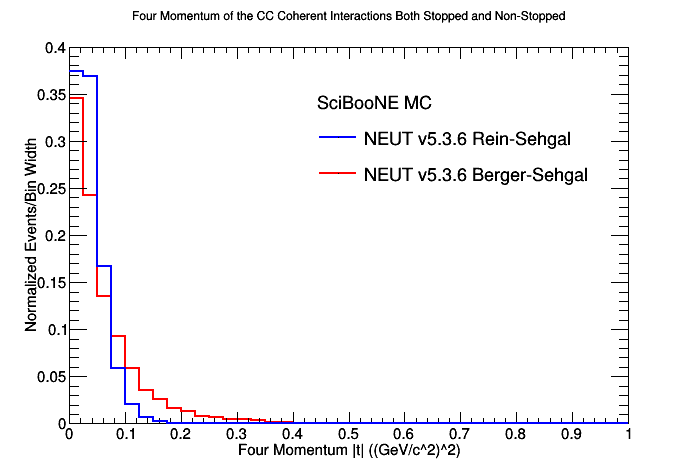 Four Momentum of the CC Coherent Interactions Both Stopped and Non-Stopped
Normalized Events/Bin Width
0.4
0.35
0.3
0.25
0.2
0.15
0.1
0.05
0
SciBooNE MC
NEUT v5.3.6 Rein-Sehgal
NEUT v5.3.6 Berger-Sehgal
0 0.1 0.2 0.3 0.4 0.5 0.6 0.7 0.8 0.9 1
Four Momentum |t| ((GeV/c^2)^2)